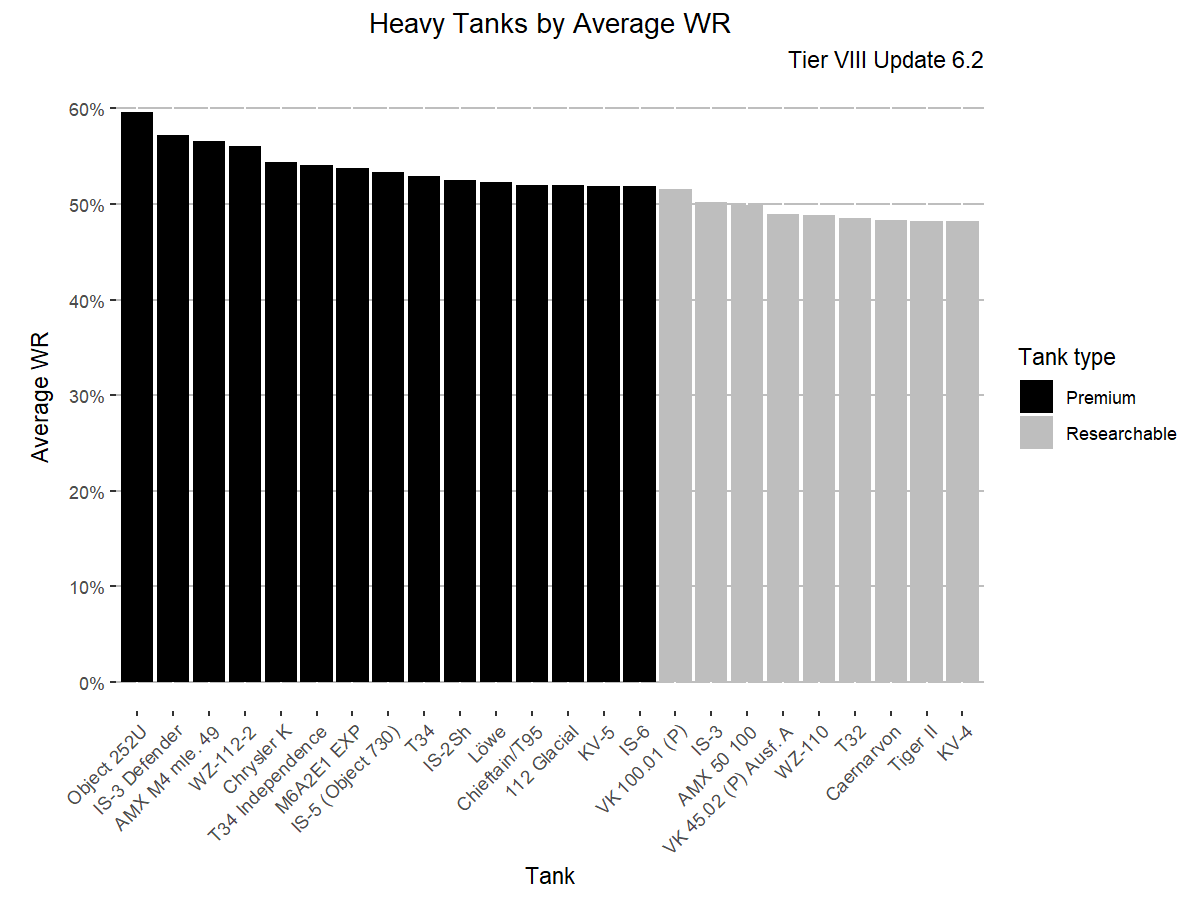 Heavy Tanks by Average WR
Tier VIII Update 6.2
60%
50%
40%
30%
20%
10%
0%
Average WR
Object 252U
IS-3 Defender
AMX M4 mle. 49
WZ-112-2
Chrysler K
T34 Independence
M6A2E1 EXP
IS-5 (Object 730)
T34
IS-2Sh
Löwe
Chieftain/T95
112 Glacial
KV-5
IS-6
VK 100.01 (P)
IS-3
AMX 50 100
VK 45.02 (P) Ausf. A
WZ-110
T32
Caernarvon
Tiger II
KV-4
Tank
Tank type
Premium
Researchable